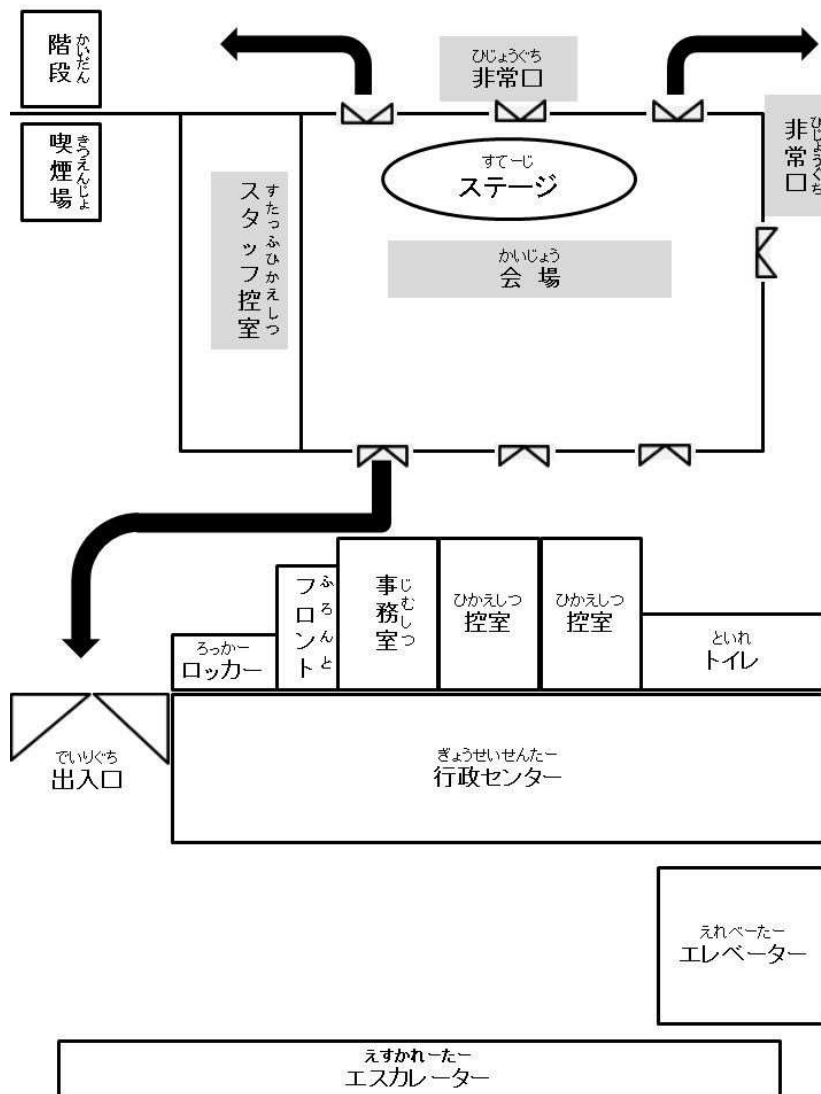 かいだん
階段
ひじょうぐち
非常口
ひじょうぐち
非常口
きつえんじょ
喫煙場
すてーじ
ステージ
すたっふひかえしつ
スタッフ控室
かいじょう
会場
ふろんと
フロント
じむしつ
事務室
ひかえしつ
控室
ひかえしつ
控室
ろっかー
ロッカー
といれ
トイレ
でいりぐち
出入口
ぎょうせいせんたー
行政センター
えれべーたー
エレベーター
えすかれーたー
エスカレーター